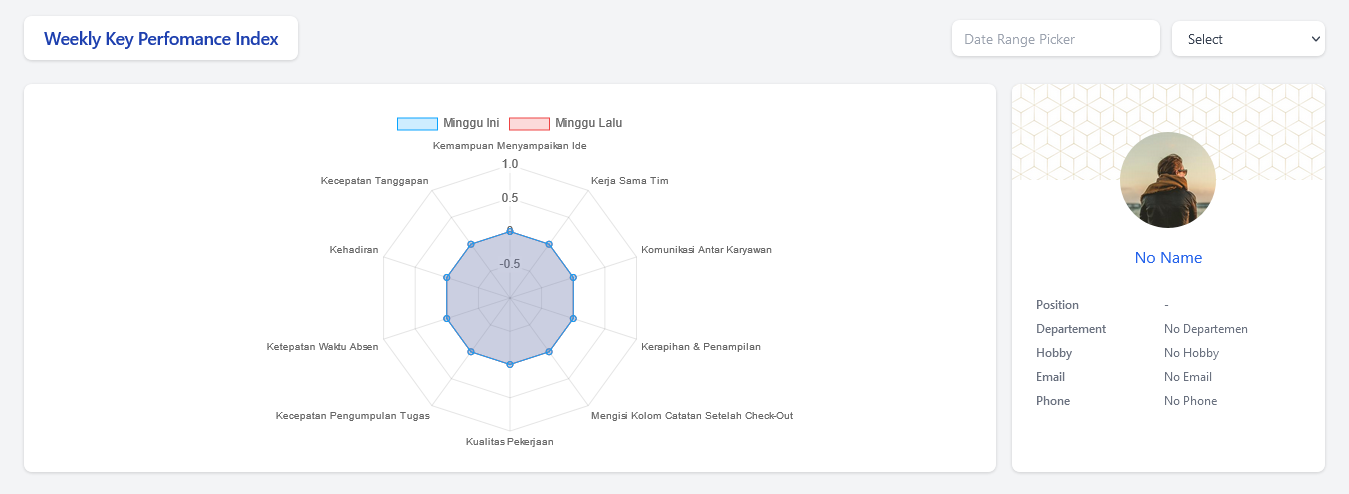 Weekly Key Perfomance Index
Date Range Picker
Select
Minggu Ini
Minggu Lalu
Kemampuan Menyampaikan Ide
1.0
Kecepatan Tanggapan
Kerja Sama Tim
0.5
0
Kehadiran
Komunikasi Antar Karyawan
-0.5
Ketepatan Waktu Absen
Kerapihan & Penampilan
Kecepatan Pengumpulan Tugas
Mengisi Kolom Catatan Setelah Check-Out
Kualitas Pekerjaan
No Name
Position -
Departement No Departemen
Hobby No Hobby
Email No Email
Phone No Phone